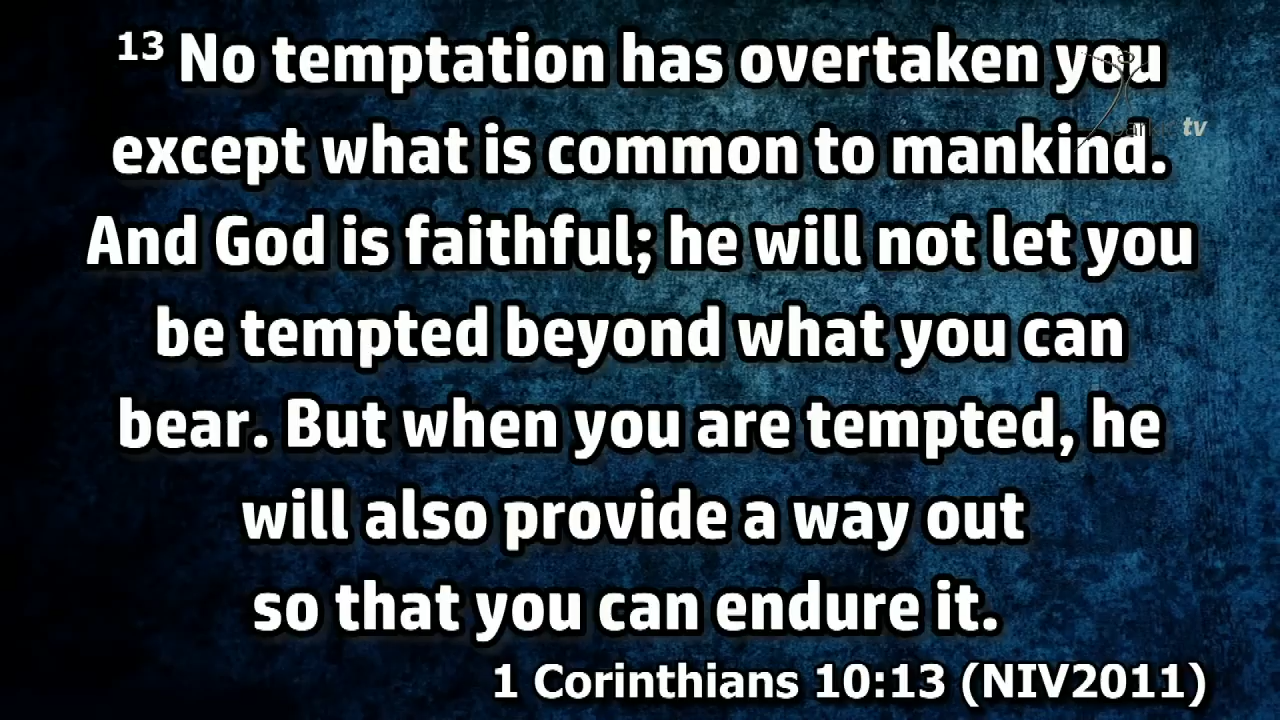 13 No temptation has overtaken you
except what is common to mankind.
And God is faithful; he will not let you
be tempted beyond what you can
bear. But when you are tempted, he
will also provide a way out
so that you can endure it.
1 Corinthians 10:13 (NIV2011)
tv